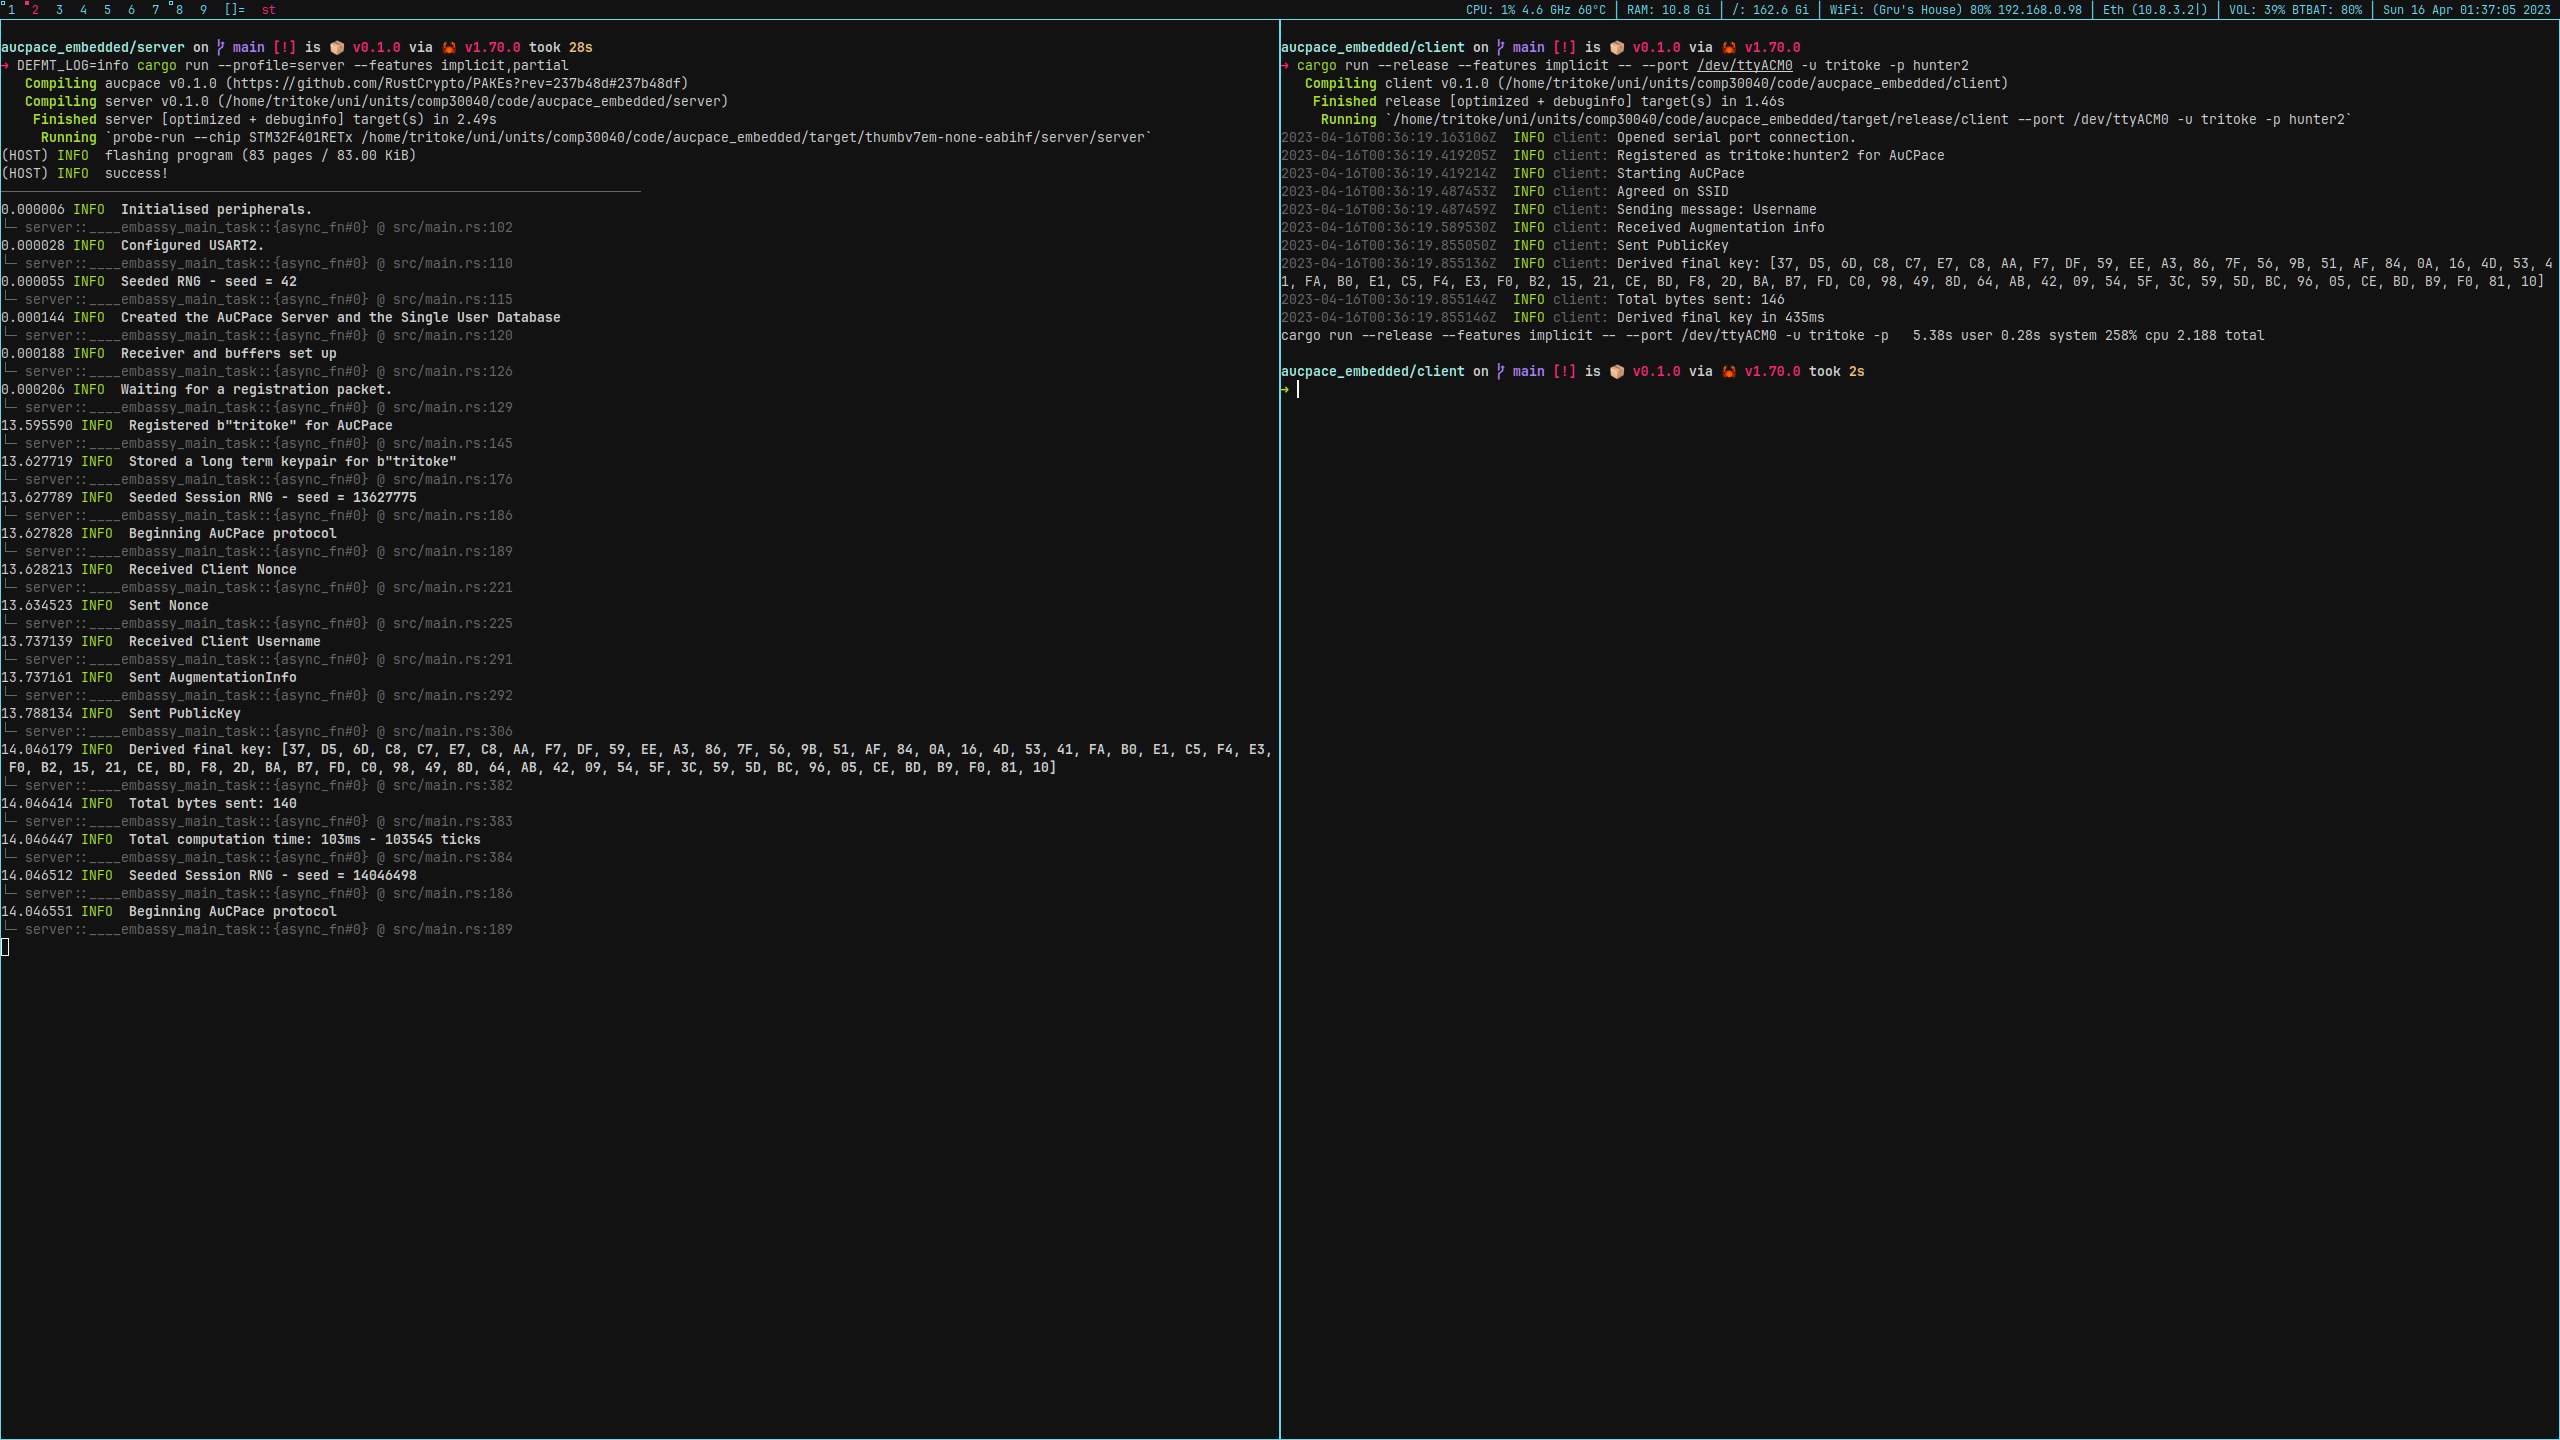 1 2 3 4 5 6 7 8 9 []= st
CPU: 1% 4.6 GHz 60°C | RAM: 10.8 Gi | /: 162.6 Gi | WiFi: (Gru's House) 80% 192.168.0.98 | Eth (10.8.3.2|) | VOL: 39% BTBAT: 80% | Sun 16 Apr 01:37:05 2023
aucpace_embedded/server on main [!] is 📦 v0.1.0 via 🦀 v1.70.0 took 28s
➜ DEFMT_LOG=info cargo run --profile=server --features implicit,partial
Compiling aucpace v0.1.0 (https://github.com/RustCrypto/PAKEs?rev=237b48d#237b48df)
Compiling server v0.1.0 (/home/tritoke/uni/units/comp30040/code/aucpace_embedded/server)
Finished server [optimized + debuginfo] target(s) in 2.49s
Running `probe-run --chip STM32F401RETx /home/tritoke/uni/units/comp30040/code/aucpace_embedded/target/thumbv7em-none-eabihf/server/server`
(HOST) INFO  flashing program (83 pages / 83.00 KiB)
(HOST) INFO  success!
0.000006 INFO  Initialised peripherals.
└─ server::____embassy_main_task::{async_fn#0} @ src/main.rs:102
0.000028 INFO  Configured USART2.
└─ server::____embassy_main_task::{async_fn#0} @ src/main.rs:110
0.000055 INFO  Seeded RNG - seed = 42
└─ server::____embassy_main_task::{async_fn#0} @ src/main.rs:115
0.000144 INFO  Created the AuCPace Server and the Single User Database
└─ server::____embassy_main_task::{async_fn#0} @ src/main.rs:120
0.000188 INFO  Receiver and buffers set up
└─ server::____embassy_main_task::{async_fn#0} @ src/main.rs:126
0.000206 INFO  Waiting for a registration packet.
└─ server::____embassy_main_task::{async_fn#0} @ src/main.rs:129
13.595590 INFO  Registered b"tritoke" for AuCPace
└─ server::____embassy_main_task::{async_fn#0} @ src/main.rs:145
13.627719 INFO  Stored a long term keypair for b"tritoke"
└─ server::____embassy_main_task::{async_fn#0} @ src/main.rs:176
13.627789 INFO  Seeded Session RNG - seed = 13627775
└─ server::____embassy_main_task::{async_fn#0} @ src/main.rs:186
13.627828 INFO  Beginning AuCPace protocol
└─ server::____embassy_main_task::{async_fn#0} @ src/main.rs:189
13.628213 INFO  Received Client Nonce
└─ server::____embassy_main_task::{async_fn#0} @ src/main.rs:221
13.634523 INFO  Sent Nonce
└─ server::____embassy_main_task::{async_fn#0} @ src/main.rs:225
13.737139 INFO  Received Client Username
└─ server::____embassy_main_task::{async_fn#0} @ src/main.rs:291
13.737161 INFO  Sent AugmentationInfo
└─ server::____embassy_main_task::{async_fn#0} @ src/main.rs:292
13.788134 INFO  Sent PublicKey
└─ server::____embassy_main_task::{async_fn#0} @ src/main.rs:306
14.046179 INFO  Derived final key: [37, D5, 6D, C8, C7, E7, C8, AA, F7, DF, 59, EE, A3, 86, 7F, 56, 9B, 51, AF, 84, 0A, 16, 4D, 53, 41, FA, B0, E1, C5, F4, E3,
F0, B2, 15, 21, CE, BD, F8, 2D, BA, B7, FD, C0, 98, 49, 8D, 64, AB, 42, 09, 54, 5F, 3C, 59, 5D, BC, 96, 05, CE, BD, B9, F0, 81, 10]
└─ server::____embassy_main_task::{async_fn#0} @ src/main.rs:382
14.046414 INFO  Total bytes sent: 140
└─ server::____embassy_main_task::{async_fn#0} @ src/main.rs:383
14.046447 INFO  Total computation time: 103ms - 103545 ticks
└─ server::____embassy_main_task::{async_fn#0} @ src/main.rs:384
14.046512 INFO  Seeded Session RNG - seed = 14046498
└─ server::____embassy_main_task::{async_fn#0} @ src/main.rs:186
14.046551 INFO  Beginning AuCPace protocol
└─ server::____embassy_main_task::{async_fn#0} @ src/main.rs:189
aucpace_embedded/client on main [!] is 📦 v0.1.0 via 🦀 v1.70.0
➜ cargo run --release --features implicit -- --port /dev/ttyACM0 -u tritoke -p hunter2
Compiling client v0.1.0 (/home/tritoke/uni/units/comp30040/code/aucpace_embedded/client)
Finished release [optimized + debuginfo] target(s) in 1.46s
Running `/home/tritoke/uni/units/comp30040/code/aucpace_embedded/target/release/client --port /dev/ttyACM0 -u tritoke -p hunter2`
2023-04-16T00:36:19.163106Z  INFO client: Opened serial port connection.
2023-04-16T00:36:19.419205Z  INFO client: Registered as tritoke:hunter2 for AuCPace
2023-04-16T00:36:19.419214Z  INFO client: Starting AuCPace
2023-04-16T00:36:19.487453Z  INFO client: Agreed on SSID
2023-04-16T00:36:19.487459Z  INFO client: Sending message: Username
2023-04-16T00:36:19.589530Z  INFO client: Received Augmentation info
2023-04-16T00:36:19.855050Z  INFO client: Sent PublicKey
2023-04-16T00:36:19.855136Z  INFO client: Derived final key: [37, D5, 6D, C8, C7, E7, C8, AA, F7, DF, 59, EE, A3, 86, 7F, 56, 9B, 51, AF, 84, 0A, 16, 4D, 53, 4
1, FA, B0, E1, C5, F4, E3, F0, B2, 15, 21, CE, BD, F8, 2D, BA, B7, FD, C0, 98, 49, 8D, 64, AB, 42, 09, 54, 5F, 3C, 59, 5D, BC, 96, 05, CE, BD, B9, F0, 81, 10]
2023-04-16T00:36:19.855144Z  INFO client: Total bytes sent: 146
2023-04-16T00:36:19.855146Z  INFO client: Derived final key in 435ms
cargo run --release --features implicit -- --port /dev/ttyACM0 -u tritoke -p   5.38s user 0.28s system 258% cpu 2.188 total
aucpace_embedded/client on main [!] is 📦 v0.1.0 via 🦀 v1.70.0 took 2s
➜